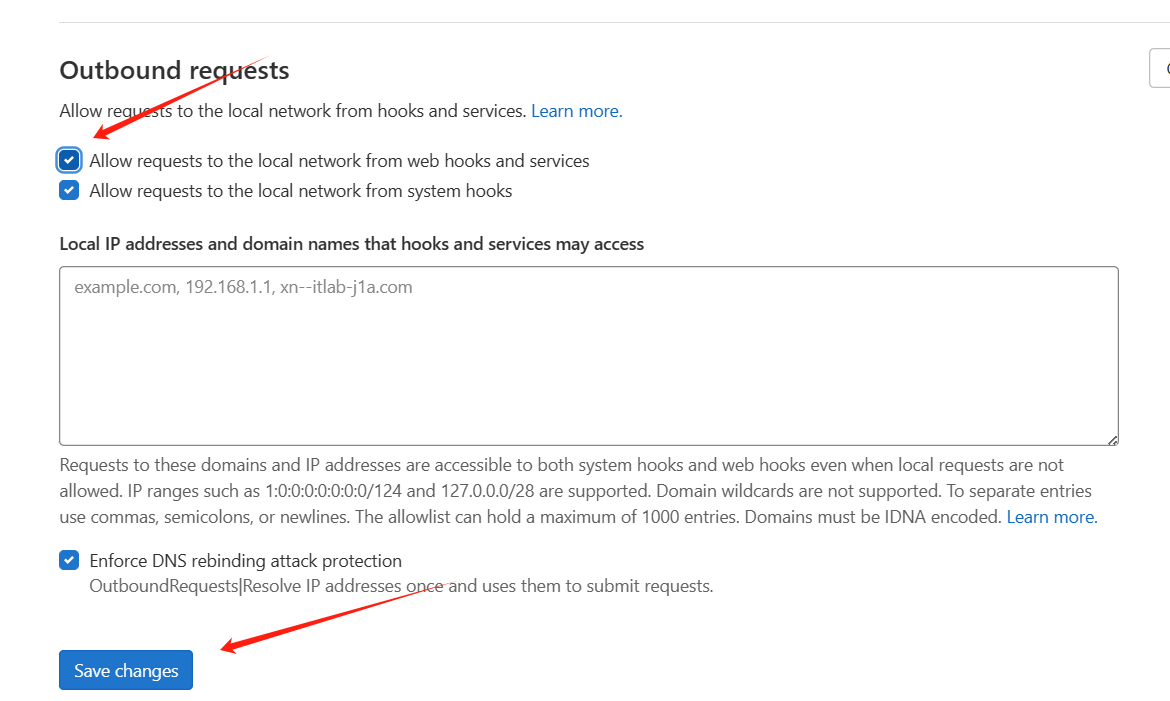 Outbound requests
Allow requests to the local network from hooks and services. Learn more.
Allow requests to the local network from web hooks and services
Allow requests to the local network from system hooks
Local IP addresses and domain names that hooks and services may access
example.com, 192.168.1.1, xn--itlab-j1a.com
Requests to these domains and IP addresses are accessible to both system hooks and web hooks even when local requests are not
allowed. IP ranges such as 1:0:0:0:0:0:0:0/124 and 127.0.0.0/28 are supported. Domain wildcards are not supported. To separate entries
use commas, semicolons, or newlines. The allowlist can hold a maximum of 1000 entries. Domains must be IDNA encoded. Learn more.
Enforce DNS rebinding attack protection
OutboundRequests|Resolve IP addresses once and uses them to submit requests.
Save changes